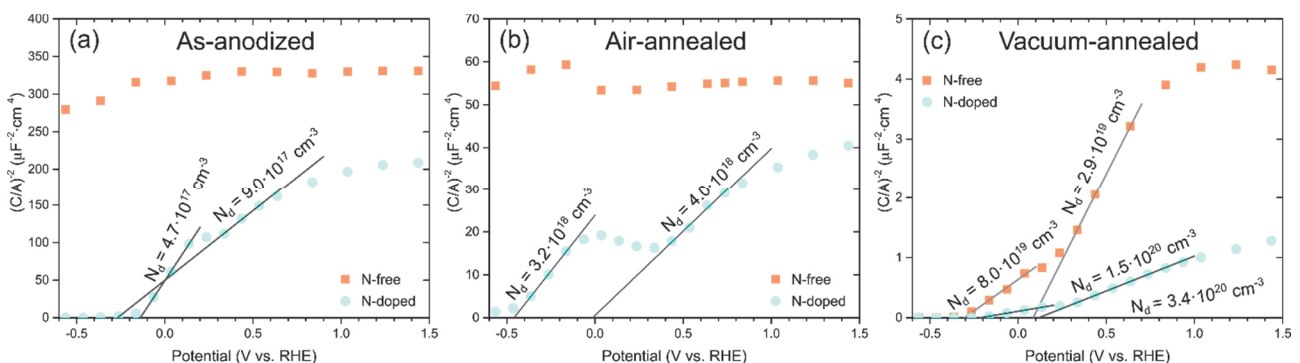 (a) As-anodized
400
350
300
250
200
150
100
50
0
(C/A)⁻² (µF⁻²·cm⁴)
N_d = 4.7·10¹⁷ cm⁻³
N_d = 9.0·10¹⁷ cm⁻³
N-free
N-doped
-0.5 0.0 0.5 1.0 1.5
Potential (V vs. RHE)
(b) Air-annealed
70
60
50
40
30
20
10
0
(C/A)⁻² (µF⁻²·cm⁴)
N_d = 3.2·10¹⁸ cm⁻³
N_d = 4.0·10¹⁸ cm⁻³
N-free
N-doped
-0.5 0.0 0.5 1.0 1.5
Potential (V vs. RHE)
(c) Vacuum-annealed
5
4
3
2
1
0
(C/A)⁻² (µF⁻²·cm⁴)
N-free
N-doped
N_d = 8.0·10¹⁹ cm⁻³
N_d = 2.9·10¹⁹ cm⁻³
N_d = 1.5·10²⁰ cm⁻³
N_d = 3.4·10²⁰ cm⁻³
-0.5 0.0 0.5 1.0 1.5
Potential (V vs. RHE)